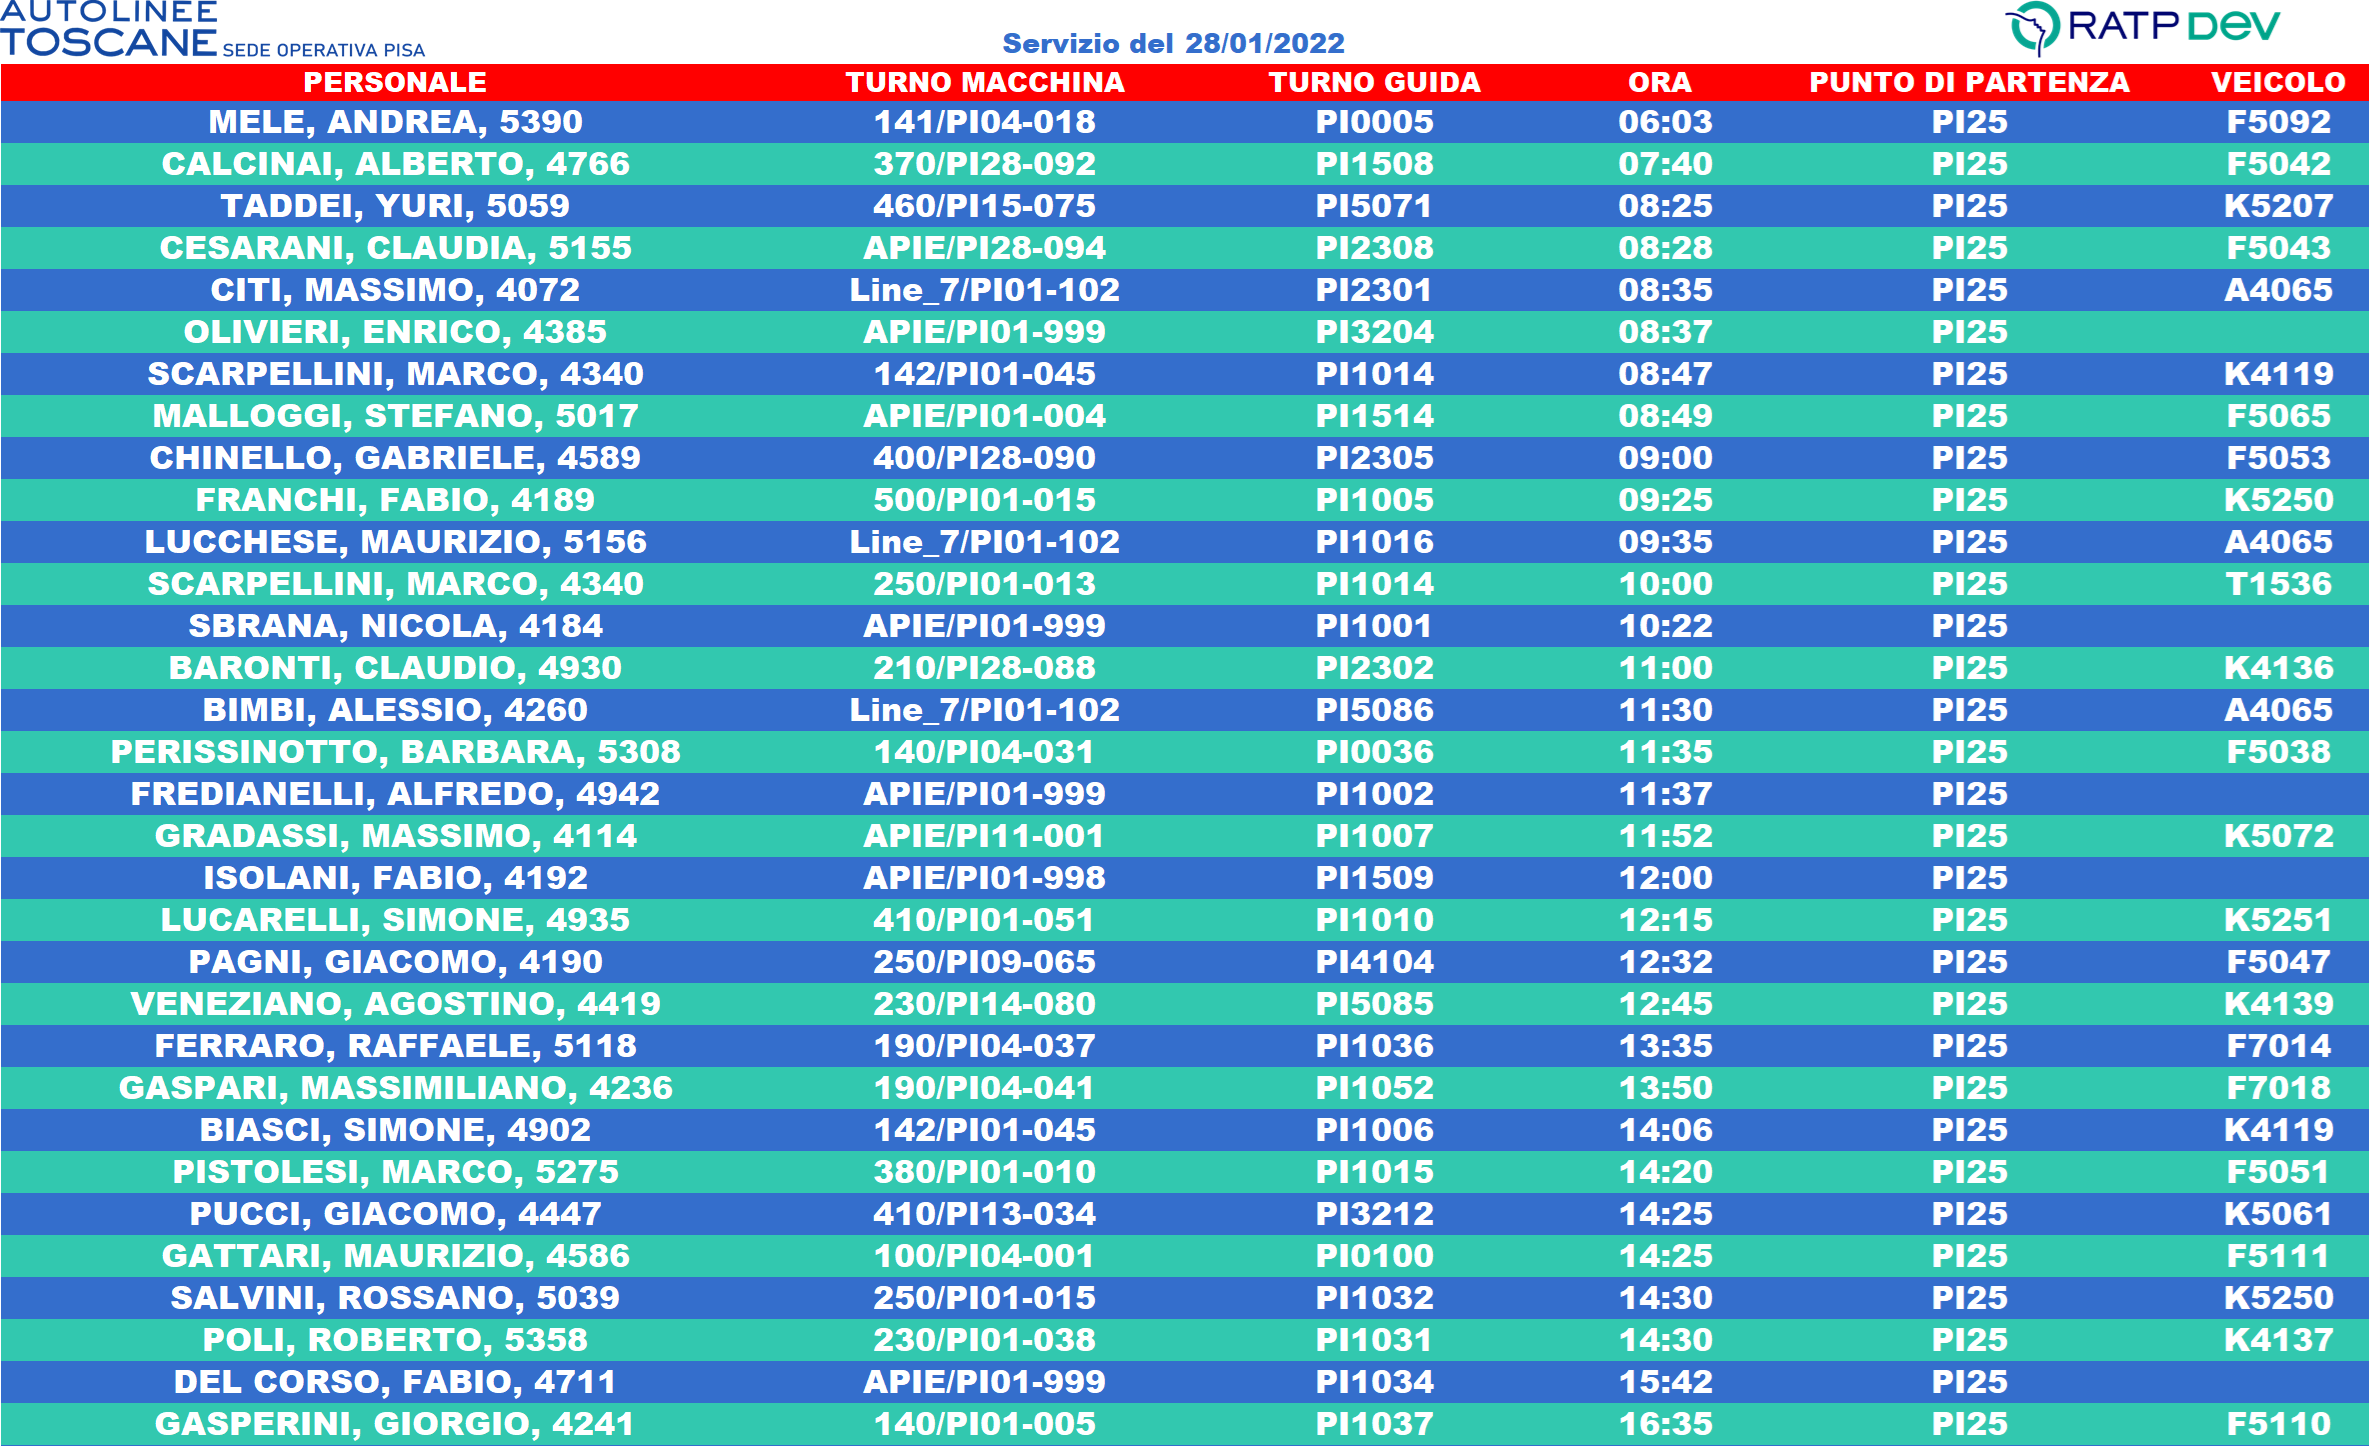 AUTOLINEE
TOSCANE SEDE OPERATIVA PISA
Servizio del 28/01/2022
RATP DEV
PERSONALE TURNO MACCHINA TURNO GUIDA ORA PUNTO DI PARTENZA VEICOLO
MELE, ANDREA, 5390 141/PI04-018 PI0005 06:03 PI25 F5092
CALCINAI, ALBERTO, 4766 370/PI28-092 PI1508 07:40 PI25 F5042
TADDEI, YURI, 5059 460/PI15-075 PI5071 08:25 PI25 K5207
CESARANI, CLAUDIA, 5155 APIE/PI28-094 PI2308 08:28 PI25 F5043
CITI, MASSIMO, 4072 Line_7/PI01-102 PI2301 08:35 PI25 A4065
OLIVIERI, ENRICO, 4385 APIE/PI01-999 PI3204 08:37 PI25
SCARPELLINI, MARCO, 4340 142/PI01-045 PI1014 08:47 PI25 K4119
MALLOGGI, STEFANO, 5017 APIE/PI01-004 PI1514 08:49 PI25 F5065
CHINELLO, GABRIELE, 4589 400/PI28-090 PI2305 09:00 PI25 F5053
FRANCHI, FABIO, 4189 500/PI01-015 PI1005 09:25 PI25 K5250
LUCCHESE, MAURIZIO, 5156 Line_7/PI01-102 PI1016 09:35 PI25 A4065
SCARPELLINI, MARCO, 4340 250/PI01-013 PI1014 10:00 PI25 T1536
SBRANA, NICOLA, 4184 APIE/PI01-999 PI1001 10:22 PI25
BARONTI, CLAUDIO, 4930 210/PI28-088 PI2302 11:00 PI25 K4136
BIMBI, ALESSIO, 4260 Line_7/PI01-102 PI5086 11:30 PI25 A4065
PERISSINOTTO, BARBARA, 5308 140/PI04-031 PI0036 11:35 PI25 F5038
FREDIANELLI, ALFREDO, 4942 APIE/PI01-999 PI1002 11:37 PI25
GRADASSI, MASSIMO, 4114 APIE/PI11-001 PI1007 11:52 PI25 K5072
ISOLANI, FABIO, 4192 APIE/PI01-998 PI1509 12:00 PI25
LUCARELLI, SIMONE, 4935 410/PI01-051 PI1010 12:15 PI25 K5251
PAGNI, GIACOMO, 4190 250/PI09-065 PI4104 12:32 PI25 F5047
VENEZIANO, AGOSTINO, 4419 230/PI14-080 PI5085 12:45 PI25 K4139
FERRARO, RAFFAELE, 5118 190/PI04-037 PI1036 13:35 PI25 F7014
GASPARI, MASSIMILIANO, 4236 190/PI04-041 PI1052 13:50 PI25 F7018
BIASCI, SIMONE, 4902 142/PI01-045 PI1006 14:06 PI25 K4119
PISTOLESI, MARCO, 5275 380/PI01-010 PI1015 14:20 PI25 F5051
PUCCI, GIACOMO, 4447 410/PI13-034 PI3212 14:25 PI25 K5061
GATTARI, MAURIZIO, 4586 100/PI04-001 PI0100 14:25 PI25 F5111
SALVINI, ROSSANO, 5039 250/PI01-015 PI1032 14:30 PI25 K5250
POLI, ROBERTO, 5358 230/PI01-038 PI1031 14:30 PI25 K4137
DEL CORSO, FABIO, 4711 APIE/PI01-999 PI1034 15:42 PI25
GASPERINI, GIORGIO, 4241 140/PI01-005 PI1037 16:35 PI25 F5110